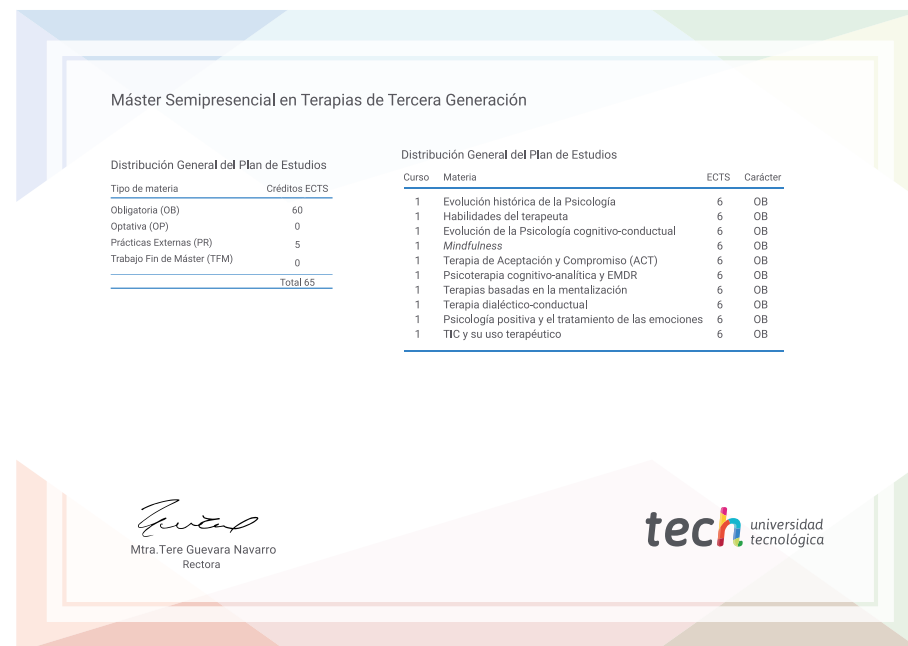 Máster Semipresencial en Terapias de Tercera Generación
Distribución General del Plan de Estudios
Tipo de materia Créditos ECTS
Obligatoria (OB) 60
Optativa (OP) 0
Prácticas Externas (PR) 5
Trabajo Fin de Máster (TFM) 0
Total 65
Distribución General del Plan de Estudios
Curso Materia ECTS Carácter
1 Evolución histórica de la Psicología 6 OB
1 Habilidades del terapeuta 6 OB
1 Evolución de la Psicología cognitivo-conductual 6 OB
1 Mindfulness 6 OB
1 Terapia de Aceptación y Compromiso (ACT) 6 OB
1 Psicoterapia cognitivo-analítica y EMDR 6 OB
1 Terapias basadas en la mentalización 6 OB
1 Terapia dialéctico-conductual 6 OB
1 Psicología positiva y el tratamiento de las emociones 6 OB
1 TIC y su uso terapéutico 6 OB
Mtra.Tere Guevara Navarro
Rectora
tech universidad
tecnológica